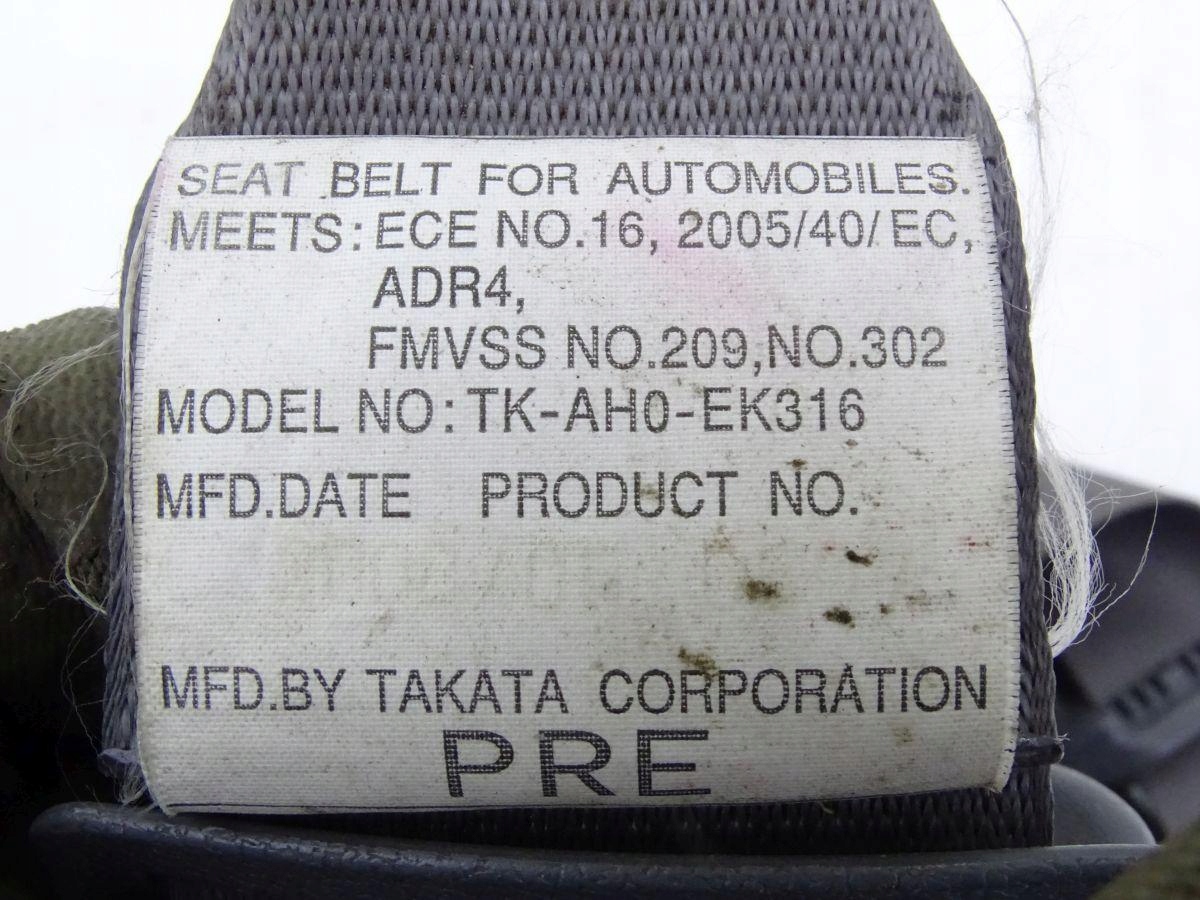 SEAT BELT FOR AUTOMOBILES.
MEETS: ECE NO.16, 2005/40/EC,
ADR4,
FMVSS NO.209,NO.302
MODEL NO: TK-AH0-EK316
MFD.DATE PRODUCT NO.
MFD.BY TAKATA CORPORATION
PRE